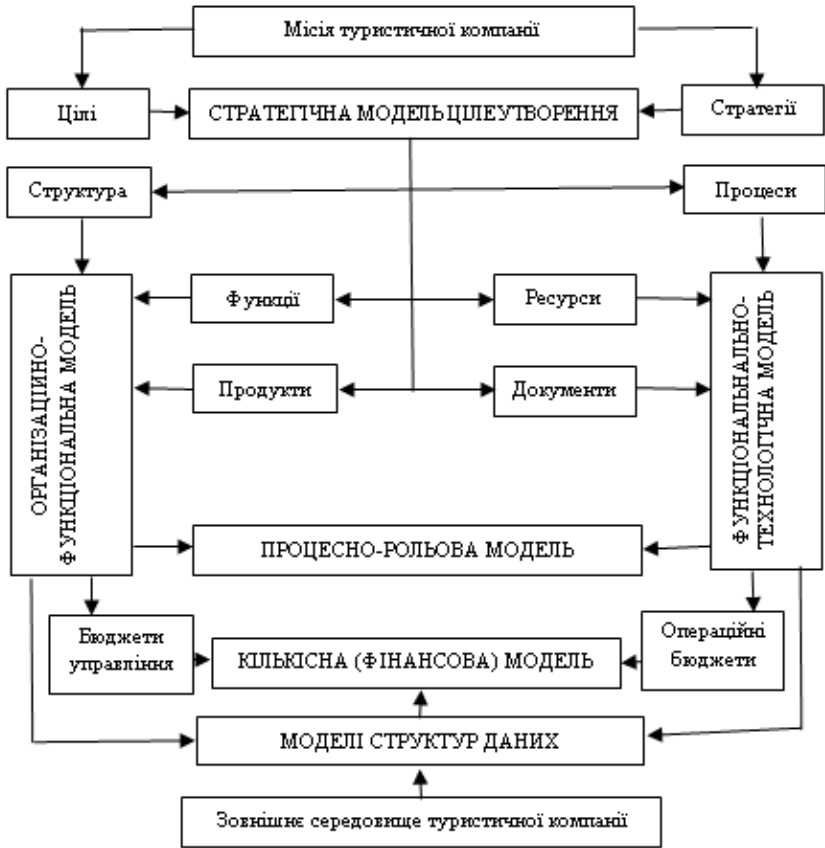 Місія туристичної компанії
Цілі
СТРАТЕГІЧНА МОДЕЛЬ ЦІЛЕУТВОРЕННЯ
Стратегії
Структура
Процеси
ОРГАНІЗАЦІЙНО-
ФУНКЦІОНАЛЬНА МОДЕЛЬ
Функції
Ресурси
ФУНКЦІОНАЛЬНАЛЬНО-
ТЕХНОЛОГІЧНА МОДЕЛЬ
Продукти
Документи
ПРОЦЕСНО-РОЛЬОВА МОДЕЛЬ
Бюджети
управління
КІЛЬКІСНА (ФІНАНСОВА) МОДЕЛЬ
Операційні
бюджети
МОДЕЛІ СТРУКТУР ДАНИХ
Зовнішнє середовище туристичної компанії